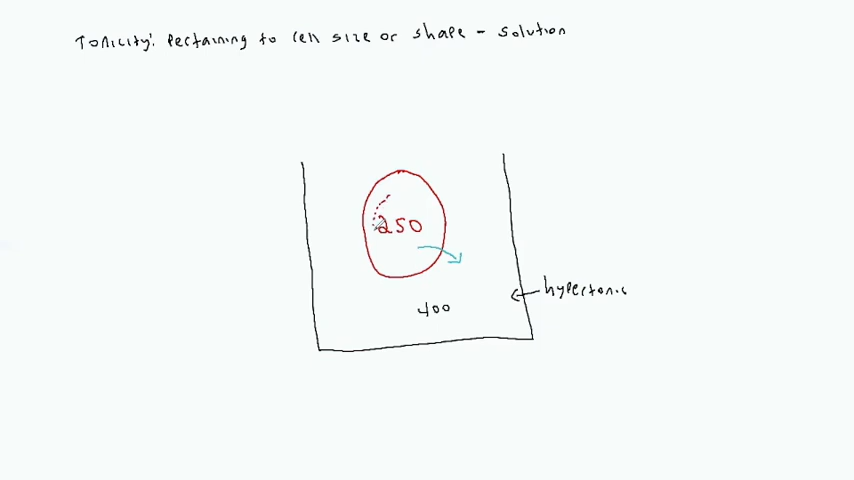 Tonicity: Pertaining to cell size or shape - solution
250
hypertonic
400